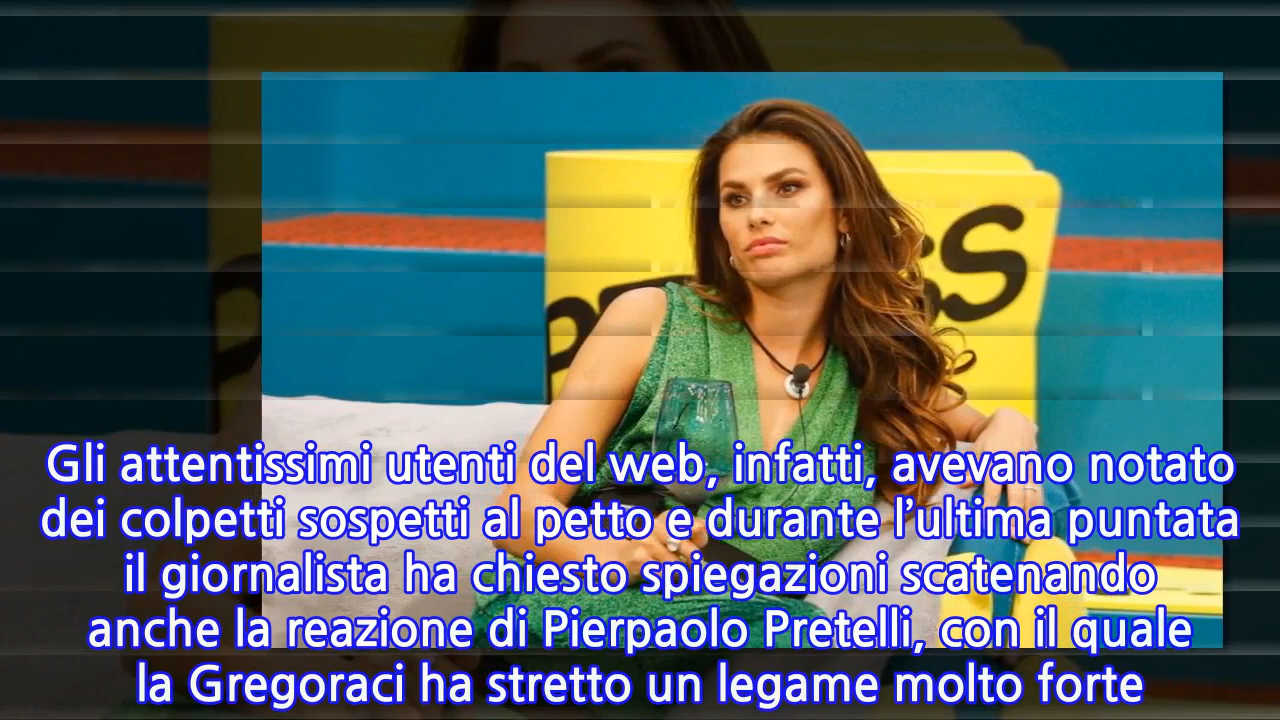 Gli attentissimi utenti del web, infatti, avevano notato
dei colpetti sospetti al petto e durante l'ultima puntata
il giornalista ha chiesto spiegazioni scatenando
anche la reazione di Pierpaolo Pretelli, con il quale
la Gregoraci ha stretto un legame molto forte